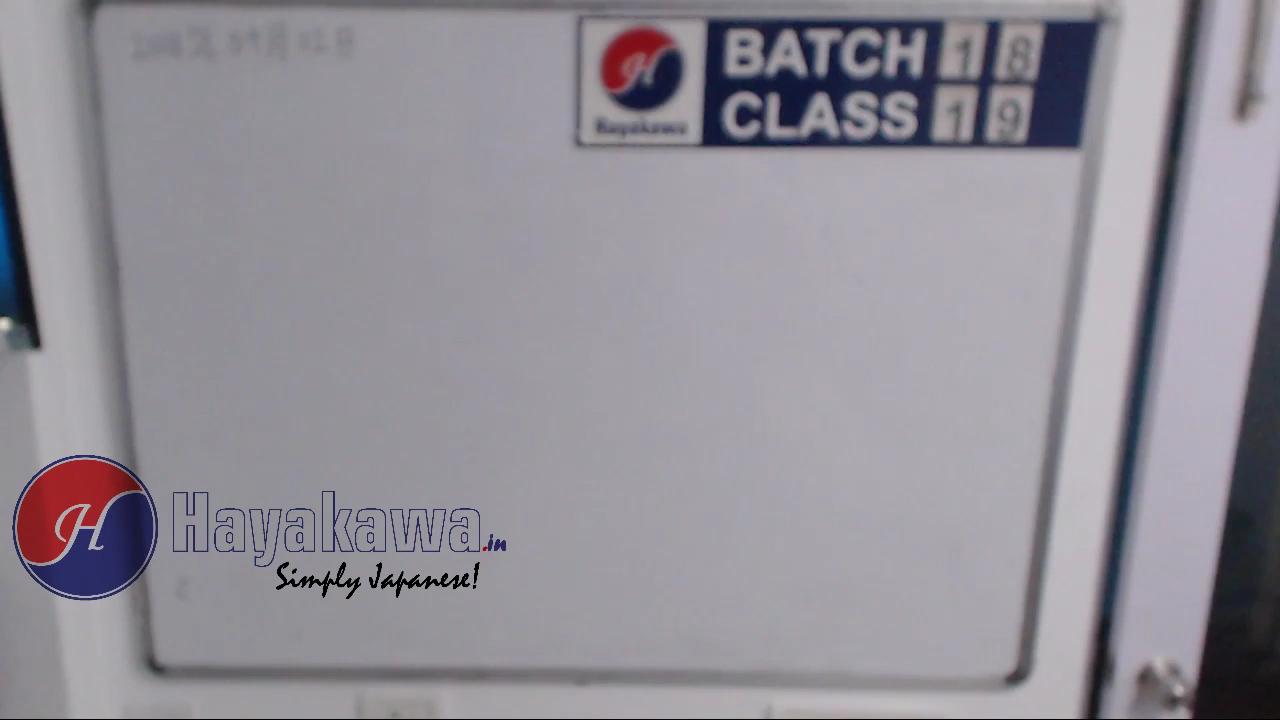 BATCH 18
CLASS 19
Hayakawa
H
H
Hayakawa.in
Simply Japanese!